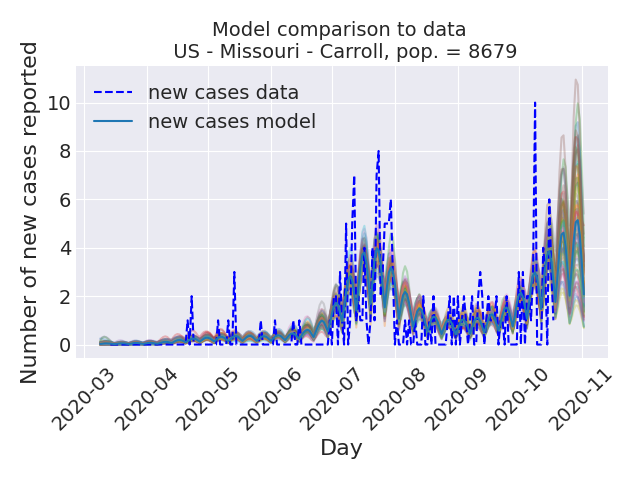 Model comparison to data
US - Missouri - Carroll, pop. = 8679
Number of new cases reported
10
8
6
4
2
0
new cases data
new cases model
2020-03
2020-04
2020-05
2020-06
2020-07
2020-08
2020-09
2020-10
2020-11
Day